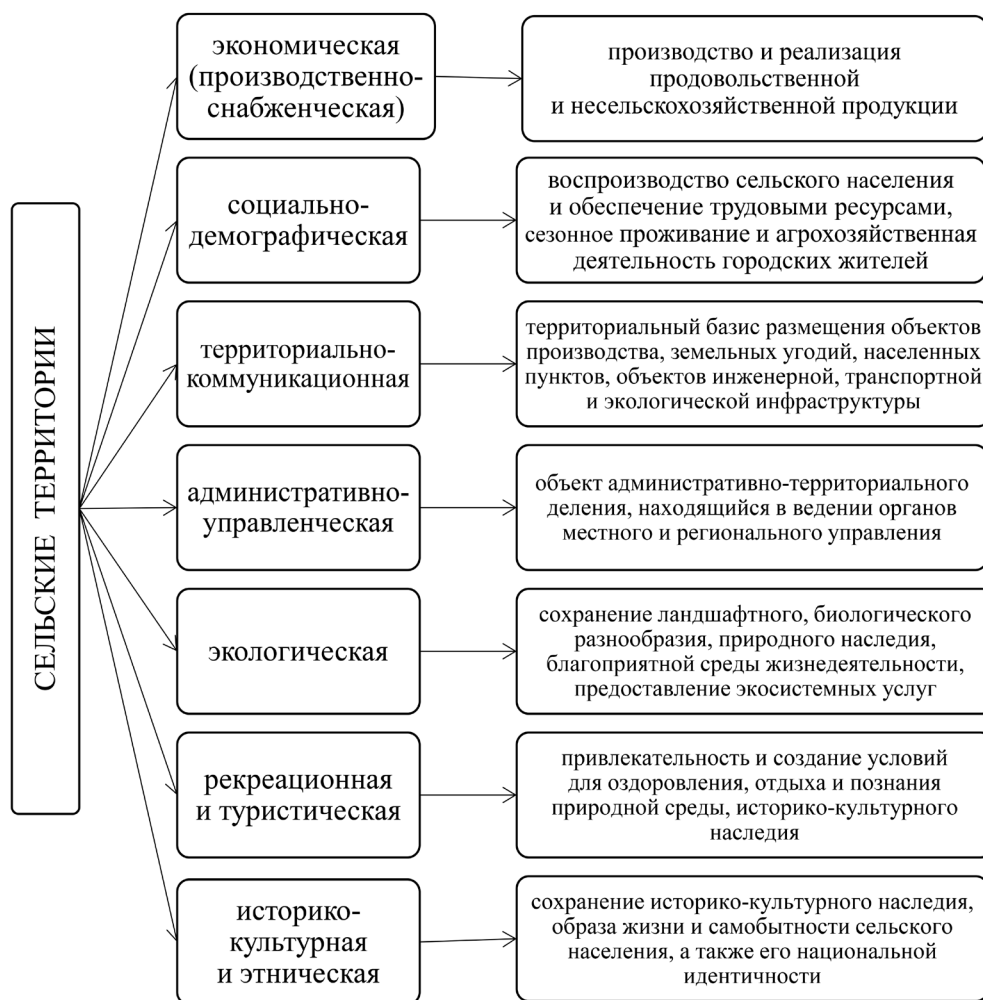 СЕЛЬСКИЕ ТЕРРИТОРИИ
экономическая
(производственно-
снабженческая)
производство и реализация
продовольственной
и несельскохозяйственной продукции
социально-
демографическая
воспроизводство сельского населения
и обеспечение трудовыми ресурсами,
сезонное проживание и агрохозяйственная
деятельность городских жителей
территориально-
коммуникационная
территориальный базис размещения объектов
производства, земельных угодий, населенных
пунктов, объектов инженерной, транспортной
и экологической инфраструктуры
административно-
управленческая
объект административно-территориального
деления, находящийся в ведении органов
местного и регионального управления
экологическая
сохранение ландшафтного, биологического
разнообразия, природного наследия,
благоприятной среды жизнедеятельности,
предоставление экосистемных услуг
рекреационная
и туристическая
привлекательность и создание условий
для оздоровления, отдыха и познания
природной среды, историко-культурного
наследия
историко-
культурная
и этническая
сохранение историко-культурного наследия,
образа жизни и самобытности сельского
населения, а также его национальной
идентичности